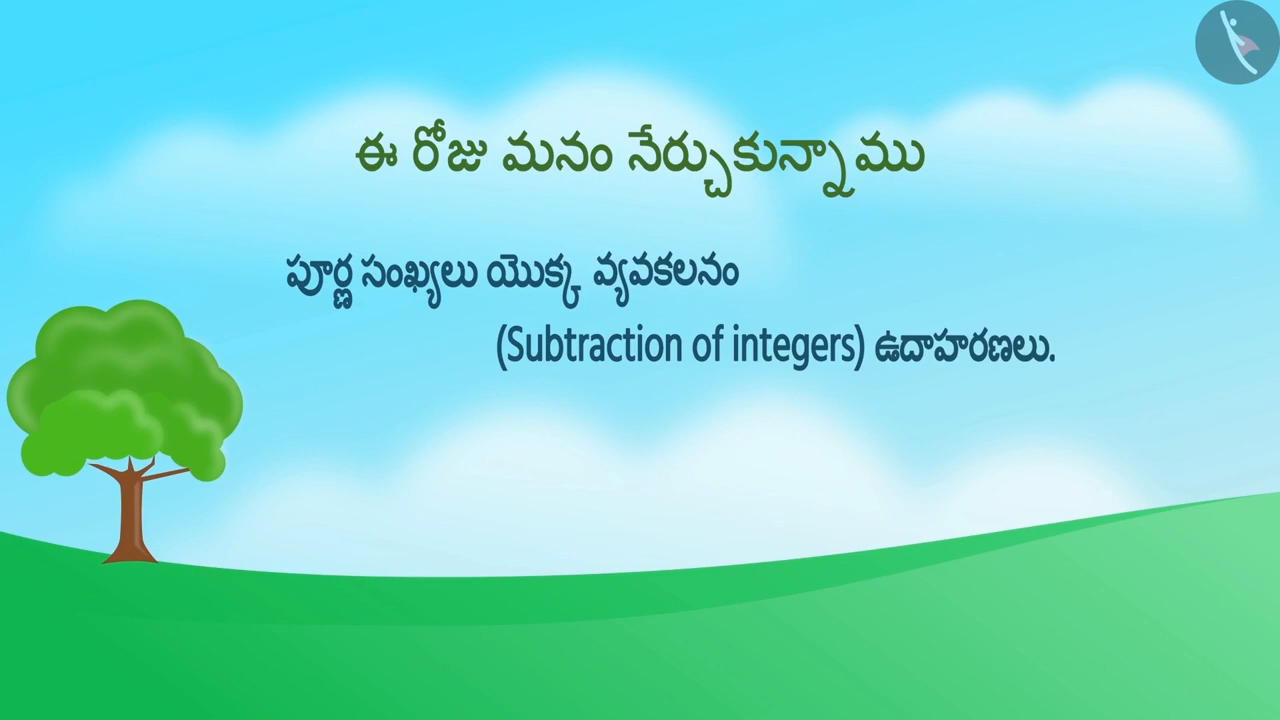 ఈ రోజు మనం నేర్చుకున్నాము
పూర్ణ సంఖ్యలు యొక్క వ్యవకలనం
(Subtraction of integers) ఉదాహరణలు.